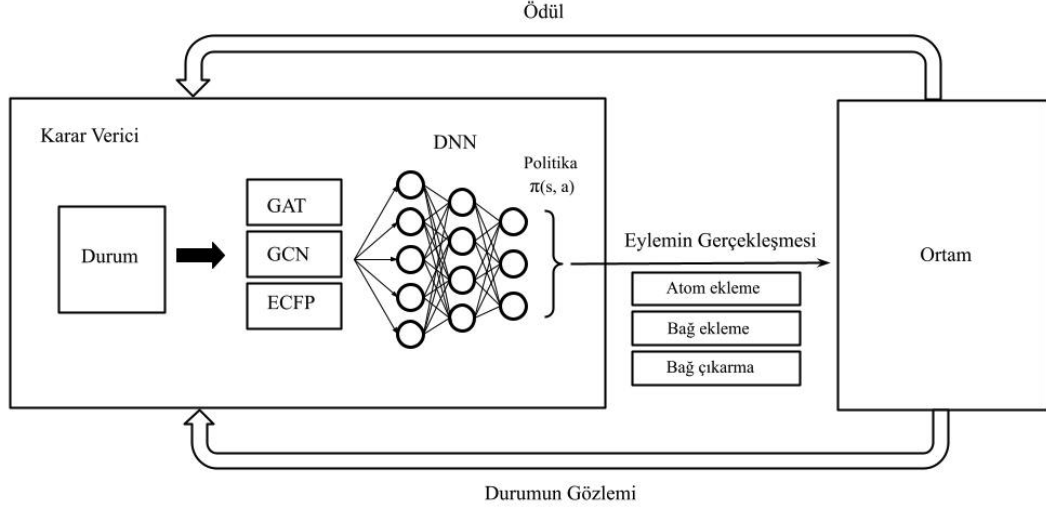 Ödül
Karar Verici
DNN
Politika
π(s, a)
Durum
GAT
GCN
ECFP
Eylemin Gerçekleşmesi
Atom ekleme
Bağ ekleme
Bağ çıkarma
Ortam
Durumun Gözlemi